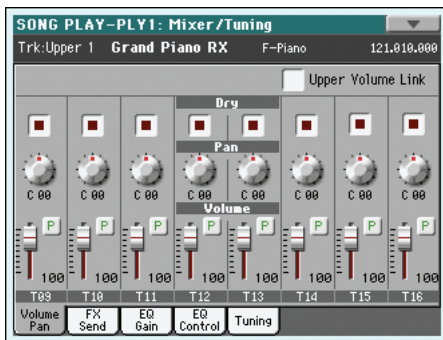 SONG PLAY-PLY1: Mixer/Tuning
Trk:Upper 1 Grand Piano RX F-Piano 121.010.000
Upper Volume Link
Dry
Pan
C 00 C 00 C 00 C 00 C 00 C 00 C 00 C 00
Volume
P P P P P P P P
100 100 100 100 100 100 100 100
T09 T10 T11 T12 T13 T14 T15 T16
Volume Pan FX Send EQ Gain EQ Control Tuning